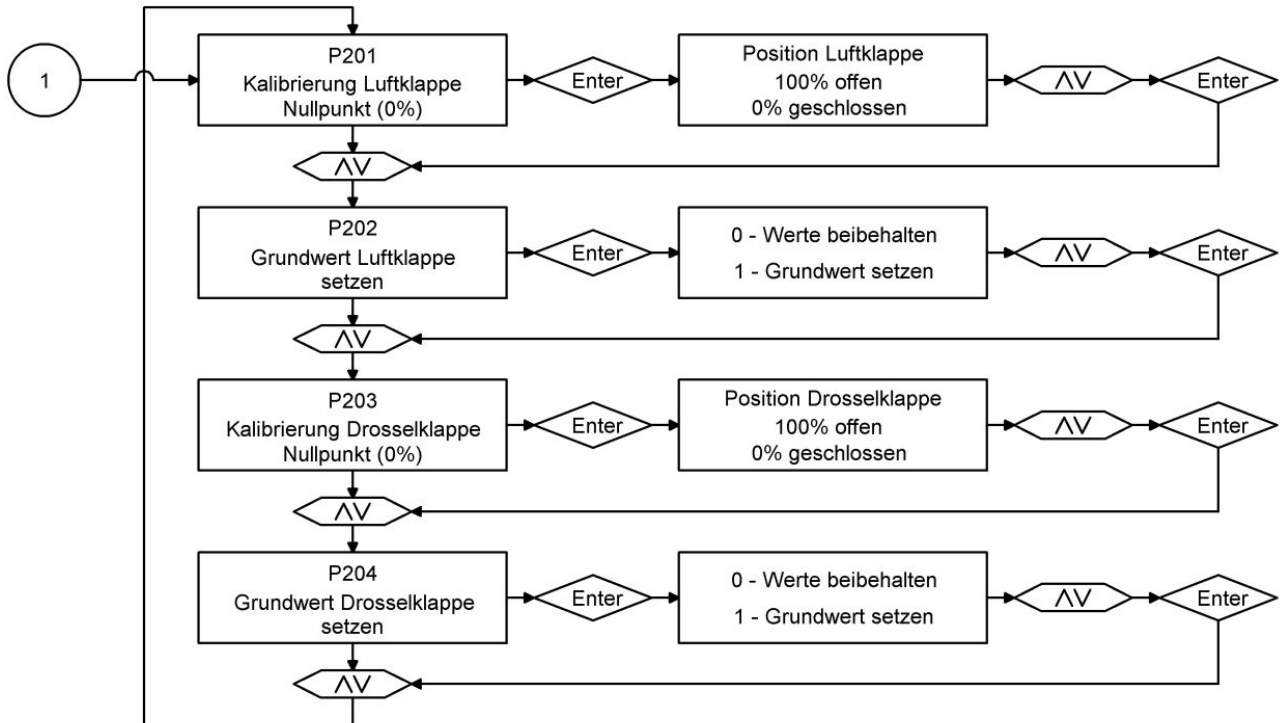 1
P201
Kalibrierung Luftklappe
Nullpunkt (0%)
Enter
Position Luftklappe
100% offen
0% geschlossen
ΛV
Enter
ΛV
P202
Grundwert Luftklappe
setzen
Enter
0 - Werte beibehalten
1 - Grundwert setzen
ΛV
Enter
ΛV
P203
Kalibrierung Drosselklappe
Nullpunkt (0%)
Enter
Position Drosselklappe
100% offen
0% geschlossen
ΛV
Enter
ΛV
P204
Grundwert Drosselklappe
setzen
Enter
0 - Werte beibehalten
1 - Grundwert setzen
ΛV
Enter
ΛV